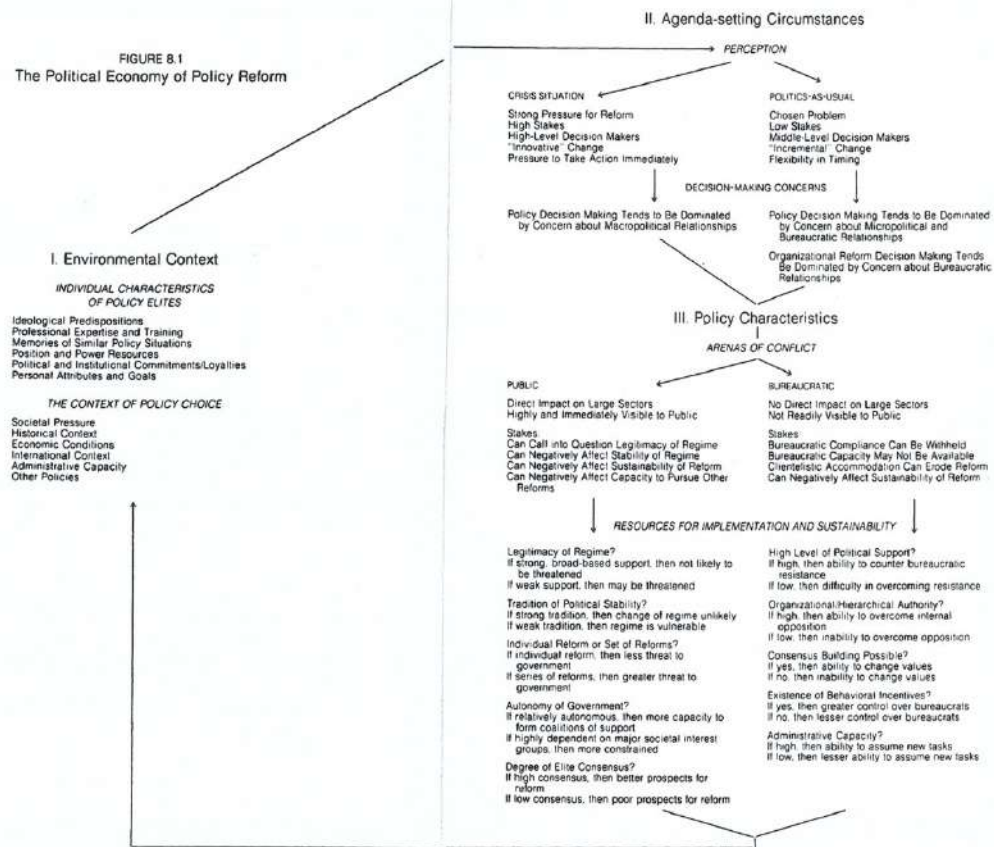 FIGURE 8.1
The Political Economy of Policy Reform
I. Environmental Context
INDIVIDUAL CHARACTERISTICS
OF POLICY ELITES
Ideological Predispositions
Professional Expertise and Training
Memories of Similar Policy Situations
Position and Power Resources
Political and Institutional Commitments/Loyalties
Personal Attributes and Goals
THE CONTEXT OF POLICY CHOICE
Societal Pressure
Historical Context
Economic Conditions
International Context
Administrative Capacity
Other Policies
II. Agenda-setting Circumstances
PERCEPTION
CRISIS SITUATION
Strong Pressure for Reform
High Stakes
High-Level Decision Makers
"Innovative" Change
Pressure to Take Action Immediately
POLITICS-AS-USUAL
Chosen Problem
Low Stakes
Middle-Level Decision Makers
"Incremental" Change
Flexibility in Timing
DECISION-MAKING CONCERNS
Policy Decision Making Tends to Be Dominated
by Concern about Macropolitical Relationships
Policy Decision Making Tends to Be Dominated
by Concern about Micropolitical and
Bureaucratic Relationships
Organizational Reform Decision Making Tends
Be Dominated by Concern about Bureaucratic
Relationships
III. Policy Characteristics
ARENAS OF CONFLICT
PUBLIC
Direct Impact on Large Sectors
Highly and Immediately Visible to Public
Stakes
Can Call into Question Legitimacy of Regime
Can Negatively Affect Stability of Regime
Can Negatively Affect Sustainability of Reform
Can Negatively Affect Capacity to Pursue Other
Reforms
BUREAUCRATIC
No Direct Impact on Large Sectors
Not Readily Visible to Public
Stakes
Bureaucratic Compliance Can Be Withheld
Bureaucratic Capacity May Not Be Available
Clientelistic Accommodation Can Erode Reform
Can Negatively Affect Sustainability of Reform
RESOURCES FOR IMPLEMENTATION AND SUSTAINABILITY
Legitimacy of Regime?
If strong, broad-based support, then not likely to
be threatened
If weak support, then may be threatened
Tradition of Political Stability?
If strong tradition, then change of regime unlikely
If weak tradition, then regime is vulnerable
Individual Reform or Set of Reforms?
If individual reform, then less threat to
government
If series of reforms, then greater threat to
government
Autonomy of Government?
If relatively autonomous, then more capacity to
form coalitions of support
If highly dependent on major societal interest
groups, then more constrained
Degree of Elite Consensus?
If high consensus, then better prospects for
reform
If low consensus, then poor prospects for reform
High Level of Political Support?
If high, then ability to counter bureaucratic
resistance
If low, then difficulty in overcoming resistance
Organizational/Hierarchical Authority?
If high, then ability to overcome internal
opposition
If low, then inability to overcome opposition
Consensus Building Possible?
If yes, then ability to change values
If no, then inability to change values
Existence of Behavioral Incentives?
If yes, then greater control over bureaucrats
If no, then lesser control over bureaucrats
Administrative Capacity?
If high, then ability to assume new tasks
If low, then lesser ability to assume new tasks